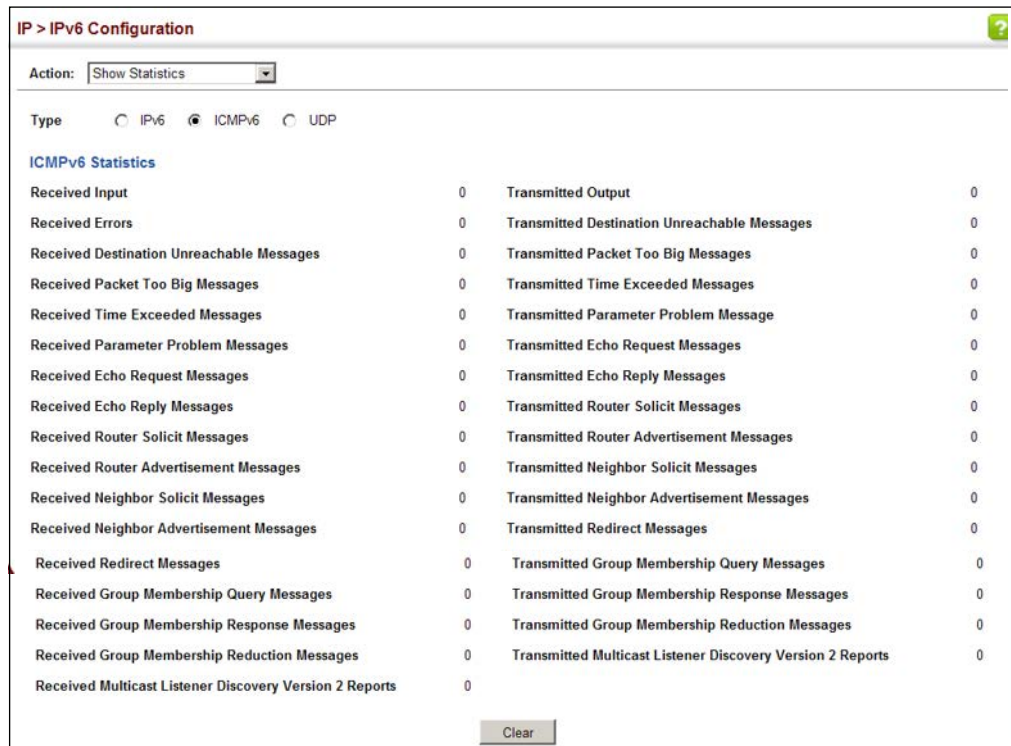 IP > IPv6 Configuration
?
Action: Show Statistics
Type IPv6 ICMPv6 UDP
ICMPv6 Statistics
Received Input 0 Transmitted Output 0
Received Errors 0 Transmitted Destination Unreachable Messages 0
Received Destination Unreachable Messages 0 Transmitted Packet Too Big Messages 0
Received Packet Too Big Messages 0 Transmitted Time Exceeded Messages 0
Received Time Exceeded Messages 0 Transmitted Parameter Problem Message 0
Received Parameter Problem Messages 0 Transmitted Echo Request Messages 0
Received Echo Request Messages 0 Transmitted Echo Reply Messages 0
Received Echo Reply Messages 0 Transmitted Router Solicit Messages 0
Received Router Solicit Messages 0 Transmitted Router Advertisement Messages 0
Received Router Advertisement Messages 0 Transmitted Neighbor Solicit Messages 0
Received Neighbor Solicit Messages 0 Transmitted Neighbor Advertisement Messages 0
Received Neighbor Advertisement Messages 0 Transmitted Redirect Messages 0
Received Redirect Messages 0 Transmitted Group Membership Query Messages 0
Received Group Membership Query Messages 0 Transmitted Group Membership Response Messages 0
Received Group Membership Response Messages 0 Transmitted Group Membership Reduction Messages 0
Received Group Membership Reduction Messages 0 Transmitted Multicast Listener Discovery Version 2 Reports 0
Received Multicast Listener Discovery Version 2 Reports 0
Clear